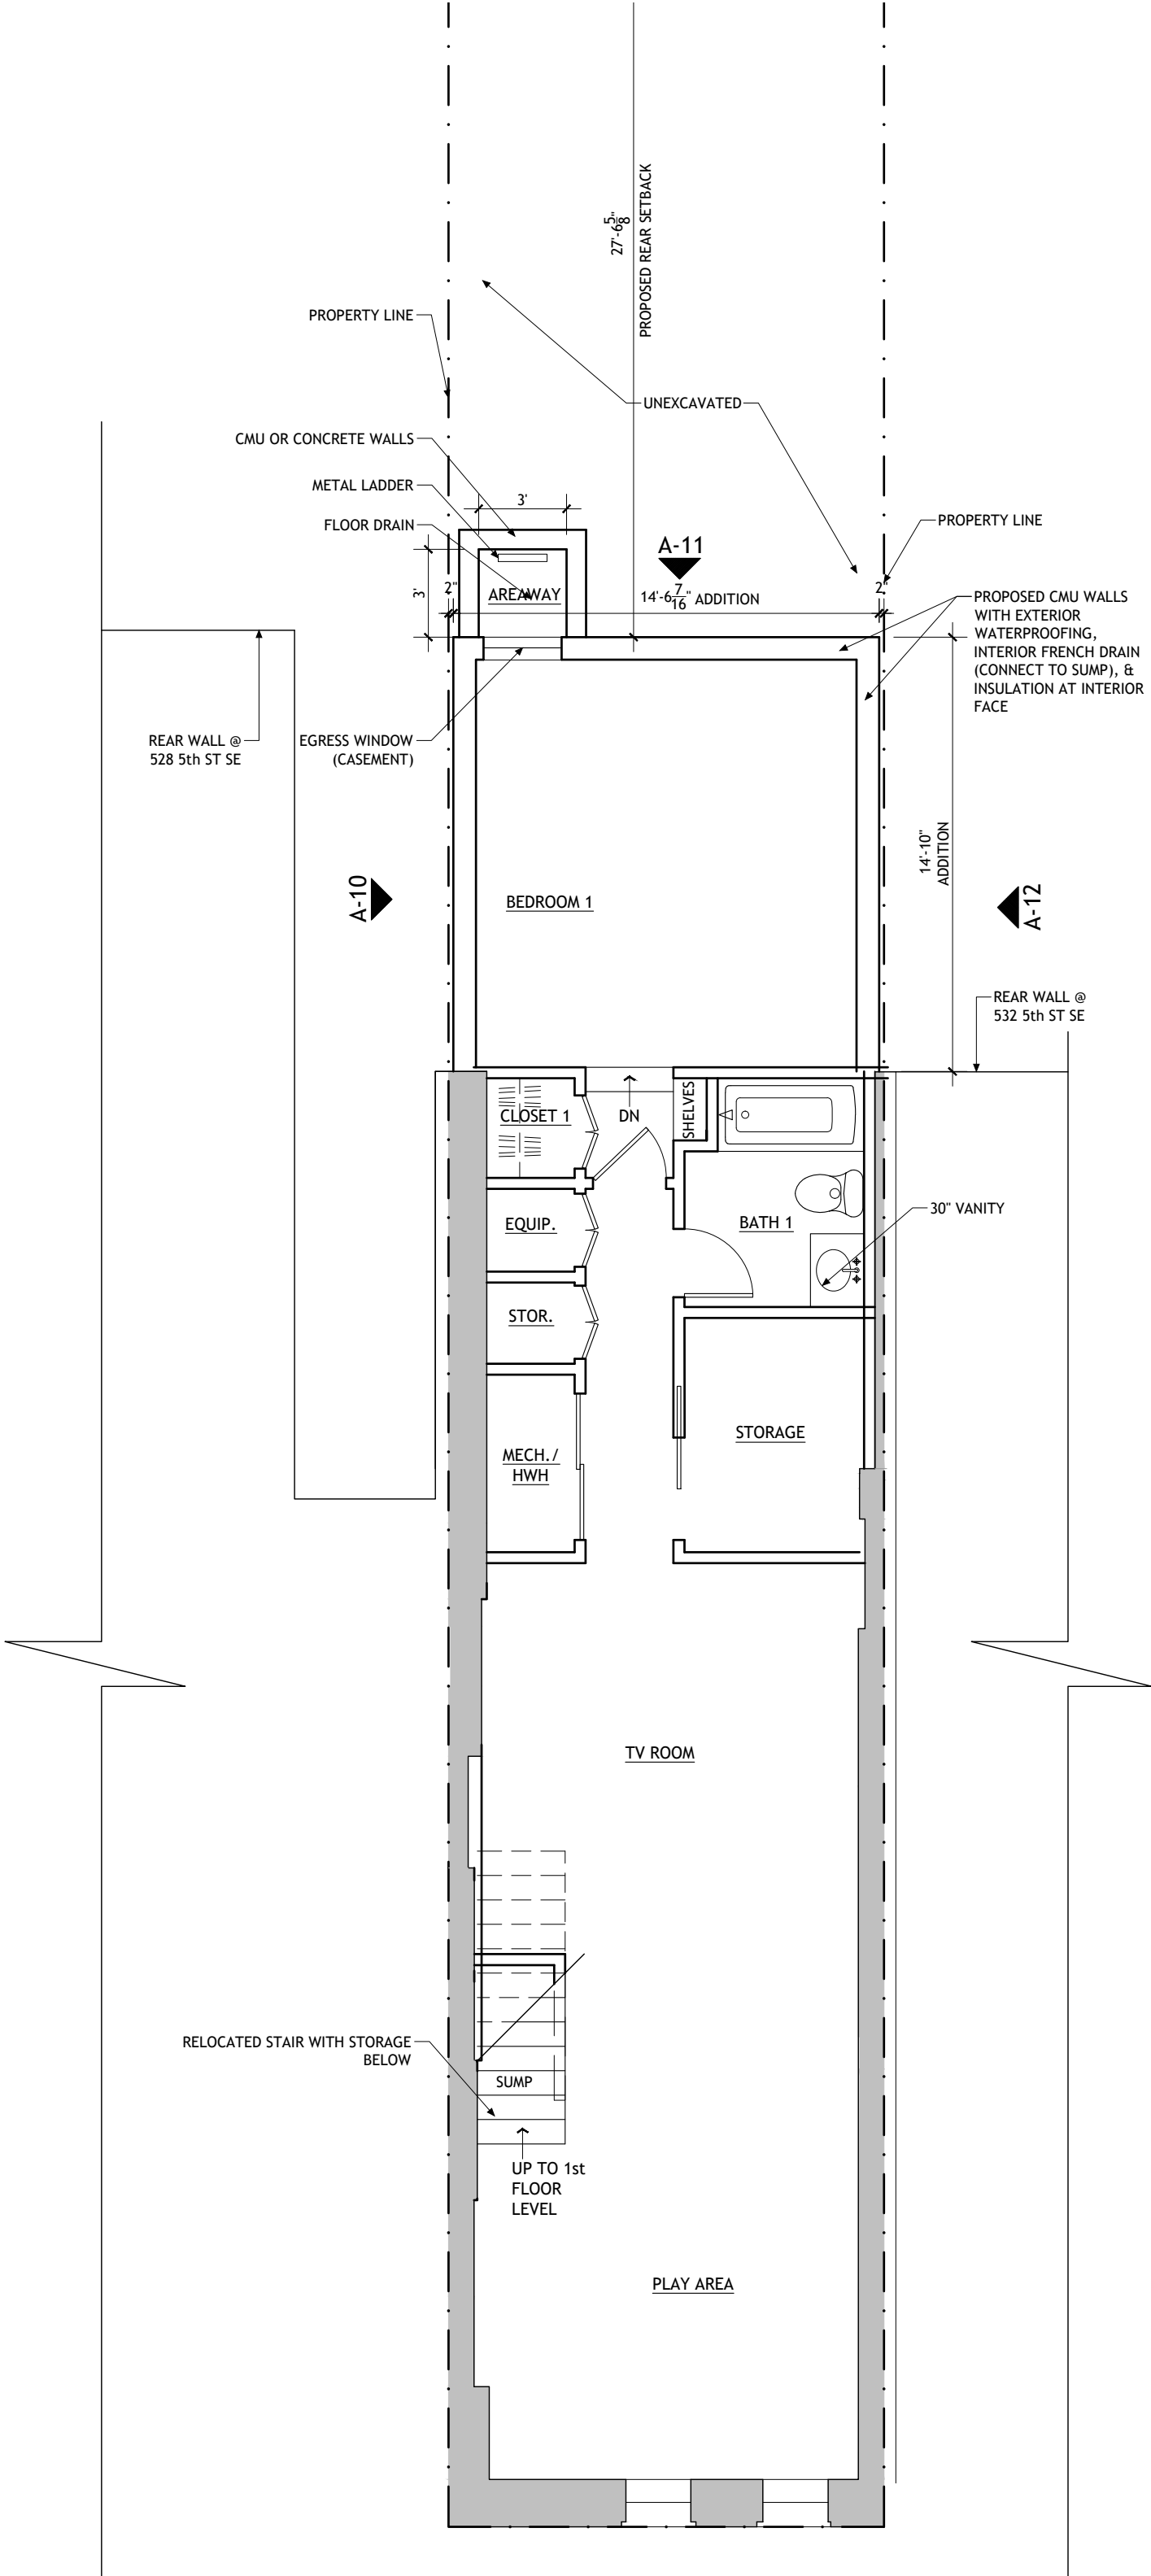 27'-6 5/8"
PROPOSED REAR SETBACK
PROPERTY LINE
UNEXCAVATED
CMU OR CONCRETE WALLS
METAL LADDER
3'
FLOOR DRAIN
PROPERTY LINE
A-11
3'
2"
AREAWAY
14'-6 7/16" ADDITION
2"
PROPOSED CMU WALLS
WITH EXTERIOR
WATERPROOFING,
INTERIOR FRENCH DRAIN
(CONNECT TO SUMP), &
INSULATION AT INTERIOR
FACE
REAR WALL @
528 5th ST SE
EGRESS WINDOW
(CASEMENT)
14'-10"
ADDITION
A-10
BEDROOM 1
A-12
REAR WALL @
532 5th ST SE
CLOSET 1
DN
SHELVES
EQUIP.
BATH 1
30" VANITY
STOR.
STORAGE
MECH./
HWH
TV ROOM
RELOCATED STAIR WITH STORAGE
BELOW
SUMP
UP TO 1st
FLOOR
LEVEL
PLAY AREA